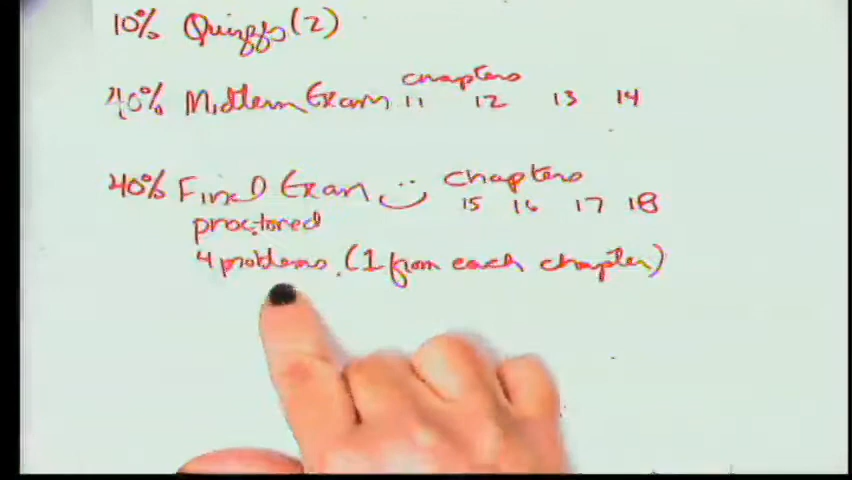 10% Quizzes (2)
40% Midterm Exam chapters 11 12 13 14
40% Final Exam chapters 15 16 17 18
proctored
4 problems. (1 from each chapter)